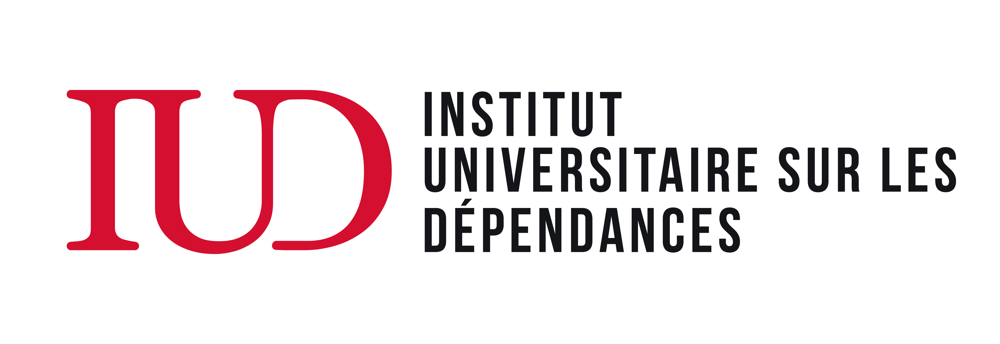 IUD
INSTITUT
UNIVERSITAIRE SUR LES
DÉPENDANCES